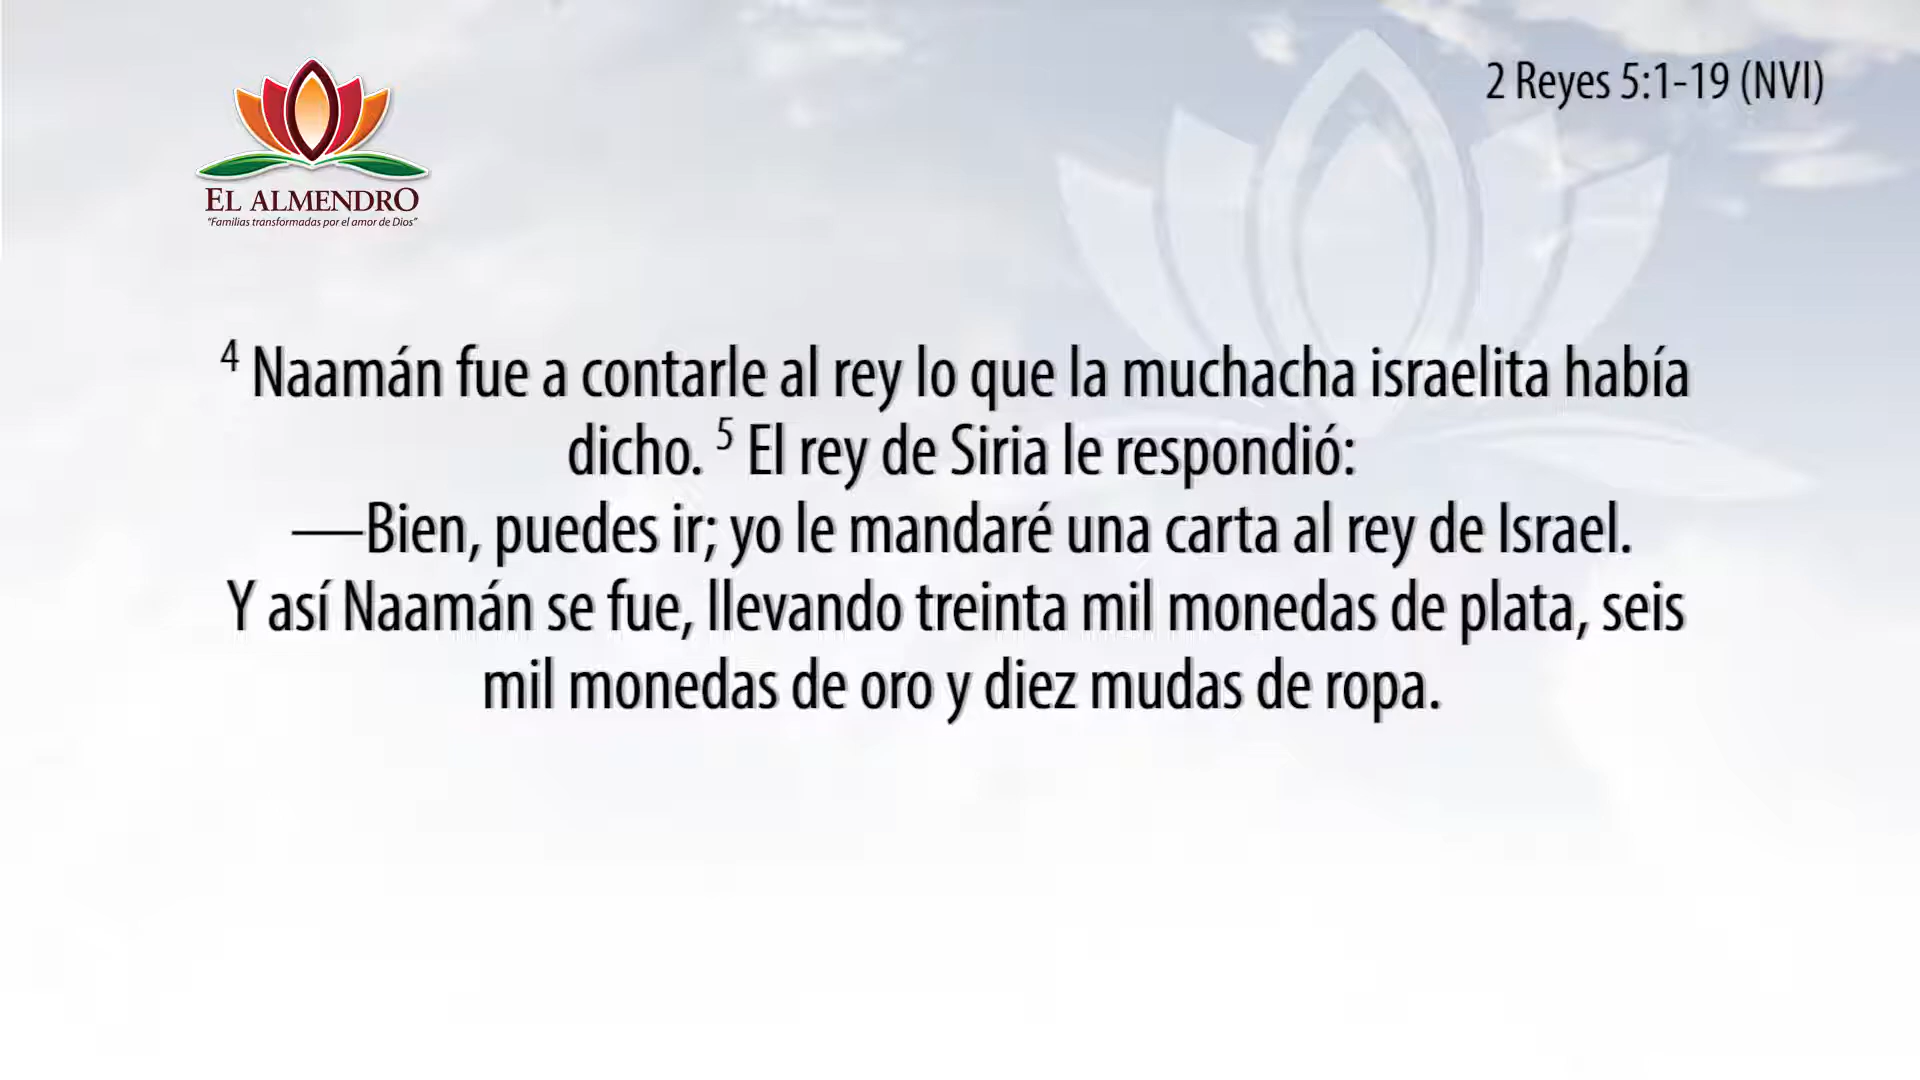 2 Reyes 5:1-19 (NVI)
EL ALMENDRO
"Familias transformadas por el amor de Dios"
4 Naamán fue a contarle al rey lo que la muchacha israelita había
dicho. 5 El rey de Siria le respondió:
—Bien, puedes ir; yo le mandaré una carta al rey de Israel.
Y así Naamán se fue, llevando treinta mil monedas de plata, seis
mil monedas de oro y diez mudas de ropa.